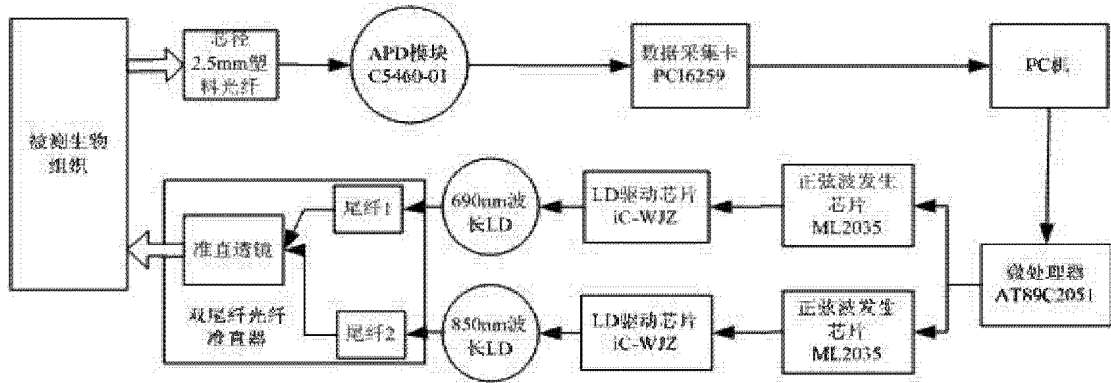 芯径
2.5mm塑
料光纤
APD模块
C5460-01
数据采集卡
PC16259
PC机
被测生物
组织
尾纤1
690nm波
长LD
LD驱动芯片
iC-WJZ
正弦波发生
芯片
ML2035
准直透镜
微处理器
AT89C2051
双尾纤光纤
准直器
尾纤2
850nm波
长LD
LD驱动芯片
iC-WJZ
正弦波发生
芯片
ML2035